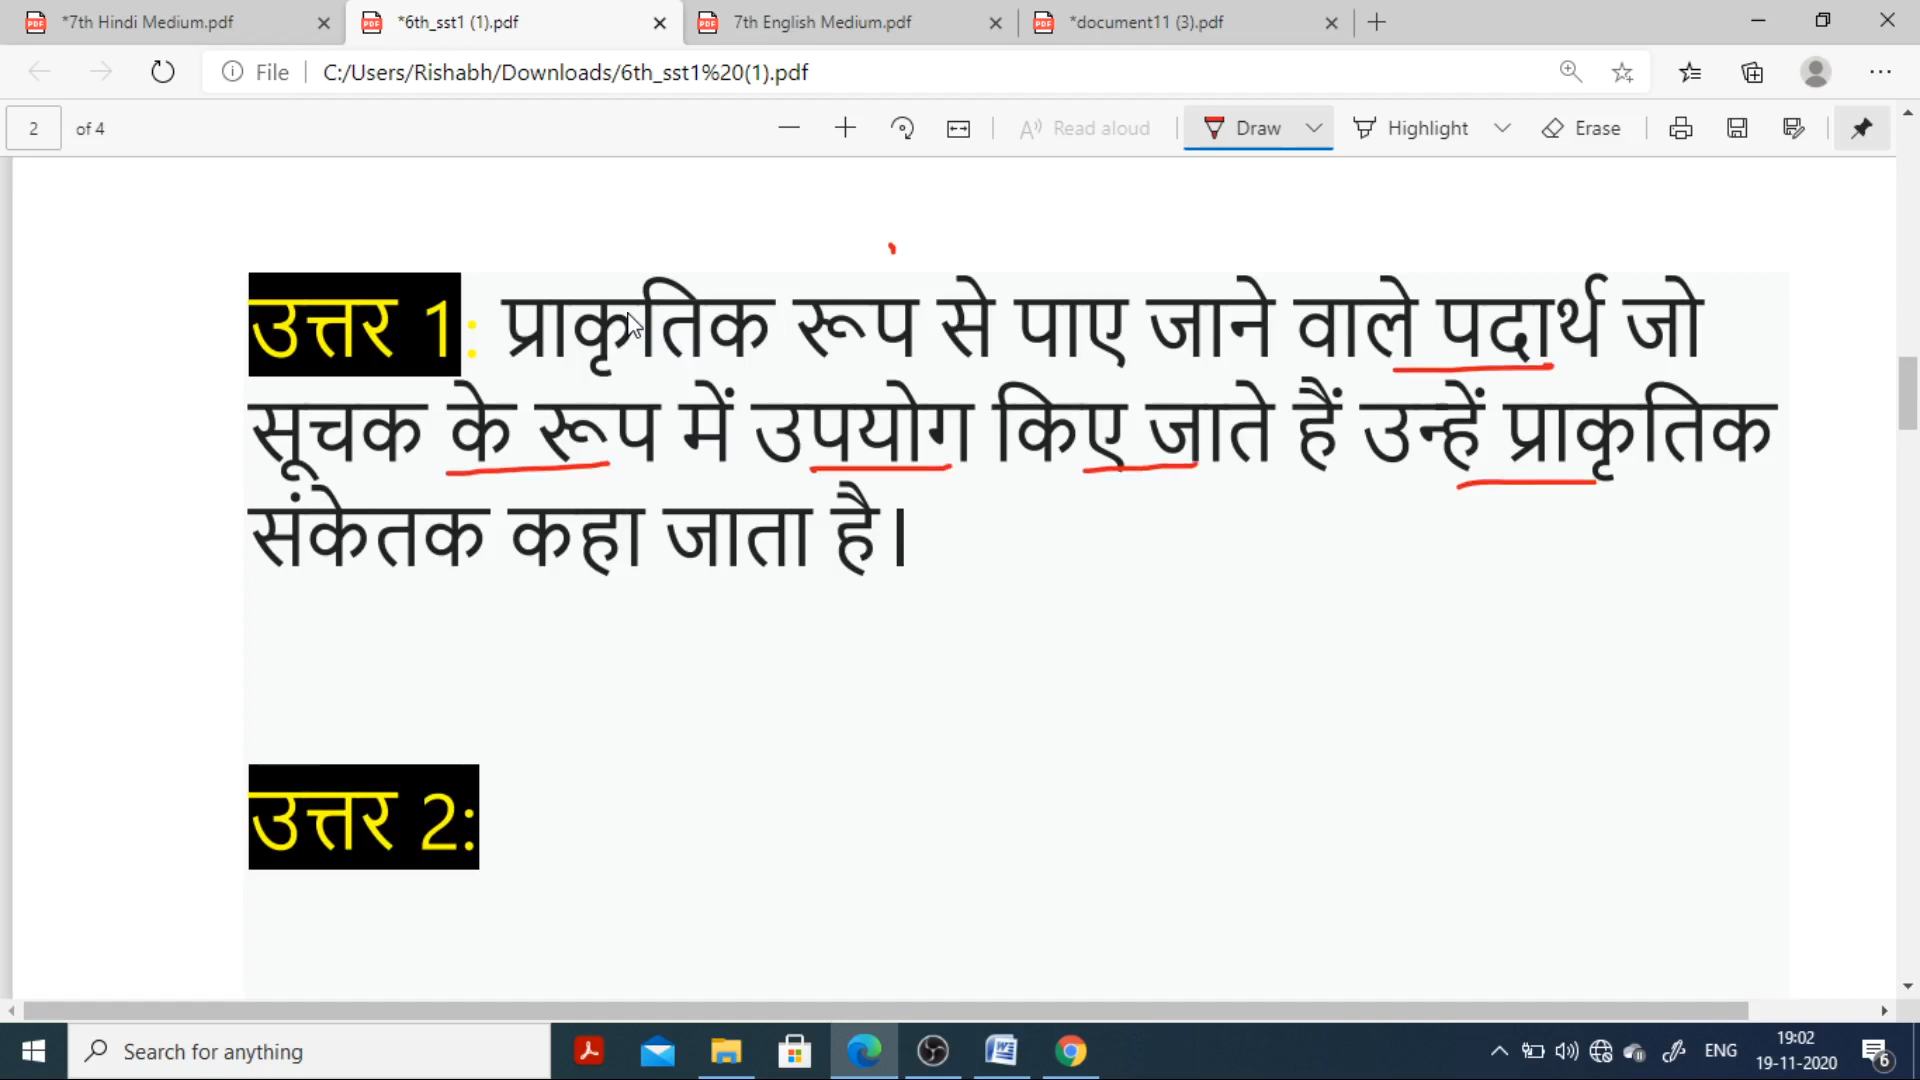 *7th Hindi Medium.pdf
*6th_sst1 (1).pdf
7th English Medium.pdf
*document11 (3).pdf
File
C:/Users/Rishabh/Downloads/6th_sst1%20(1).pdf
2 of 4
Read aloud
Draw
Highlight
Erase
उत्तर 1: प्राकृतिक रूप से पाए जाने वाले पदार्थ जो
सूचक के रूप में उपयोग किए जाते हैं उन्हें प्राकृतिक
संकेतक कहा जाता है।
उत्तर 2:
Search for anything
ENG
19:02
19-11-2020
6